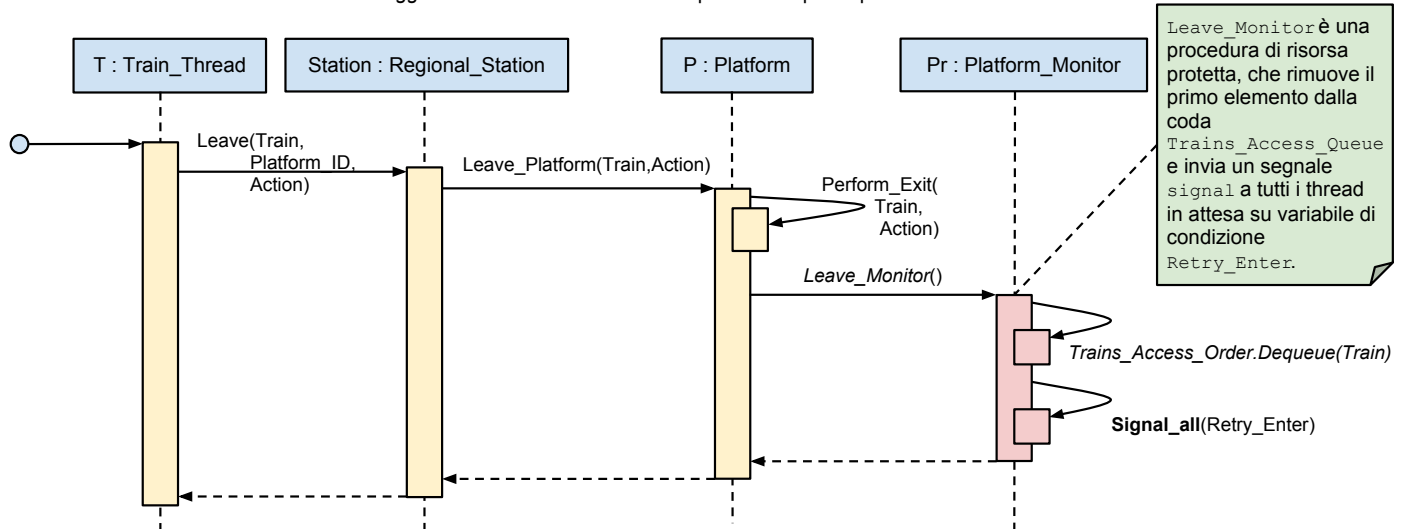 T : Train_Thread
Station : Regional_Station
P : Platform
Pr : Platform_Monitor
Leave_Monitor è una
procedura di risorsa
protetta, che rimuove il
primo elemento dalla
coda
Trains_Access_Queue
e invia un segnale
signal a tutti i thread
in attesa su variabile di
condizione
Retry_Enter.
Leave(Train,
Platform_ID,
Action)
Leave_Platform(Train,Action)
Perform_Exit(
Train,
Action)
Leave_Monitor()
Trains_Access_Order.Dequeue(Train)
Signal_all(Retry_Enter)